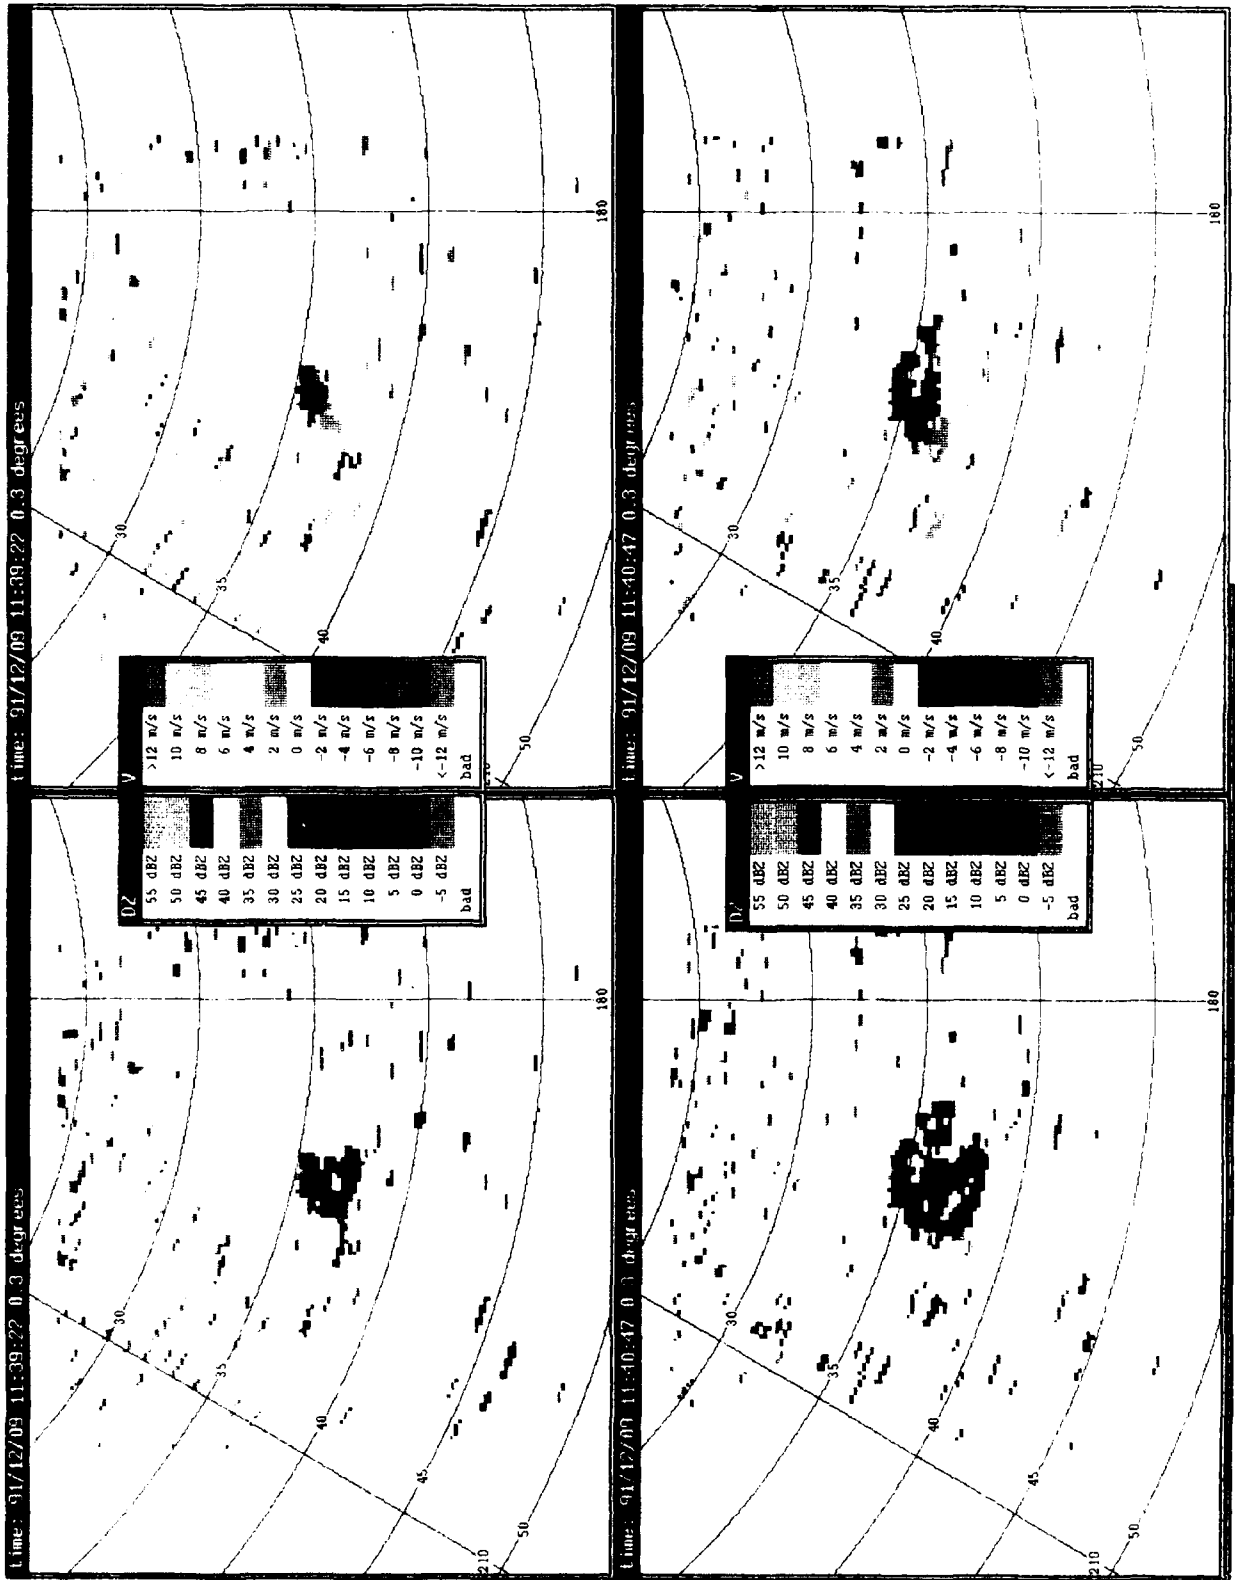 time: 91/12/09 11:39:22 0.3 degrees
30
35
40
45
50
210
180
DZ
55 dBZ
50 dBZ
45 dBZ
40 dBZ
35 dBZ
30 dBZ
25 dBZ
20 dBZ
15 dBZ
10 dBZ
5 dBZ
0 dBZ
-5 dBZ
bad
time: 91/12/09 11:39:22 0.3 degrees
30
35
40
50
180
V
>12 m/s
10 m/s
8 m/s
6 m/s
4 m/s
2 m/s
0 m/s
-2 m/s
-4 m/s
-6 m/s
-8 m/s
-10 m/s
<-12 m/s
bad
time: 91/12/09 11:40:47 0.3 degrees
30
35
40
45
50
210
180
DZ
55 dBZ
50 dBZ
45 dBZ
40 dBZ
35 dBZ
30 dBZ
25 dBZ
20 dBZ
15 dBZ
10 dBZ
5 dBZ
0 dBZ
-5 dBZ
bad
time: 91/12/09 11:40:47 0.3 degrees
30
35
40
50
210
180
V
>12 m/s
10 m/s
8 m/s
6 m/s
4 m/s
2 m/s
0 m/s
-2 m/s
-4 m/s
-6 m/s
-8 m/s
-10 m/s
<-12 m/s
bad